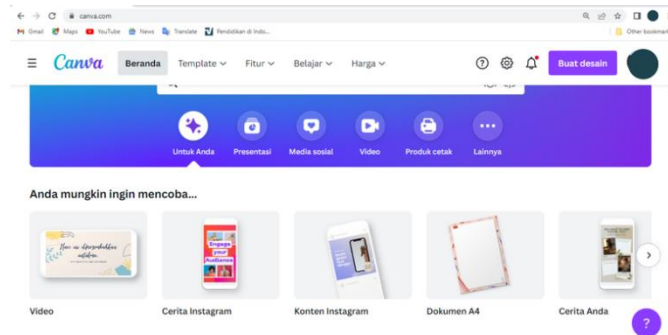 canva.com
Gmail Maps YouTube News Translate Pendidikan di Indo... Other bookmark
Canva Beranda Template Fitur Belajar Harga Buat desain
Untuk Anda Presentasi Media sosial Video Produk cetak Lainnya
Anda mungkin ingin mencoba...
Engage
your
Audience
Video Cerita Instagram Konten Instagram Dokumen A4 Cerita Anda
?